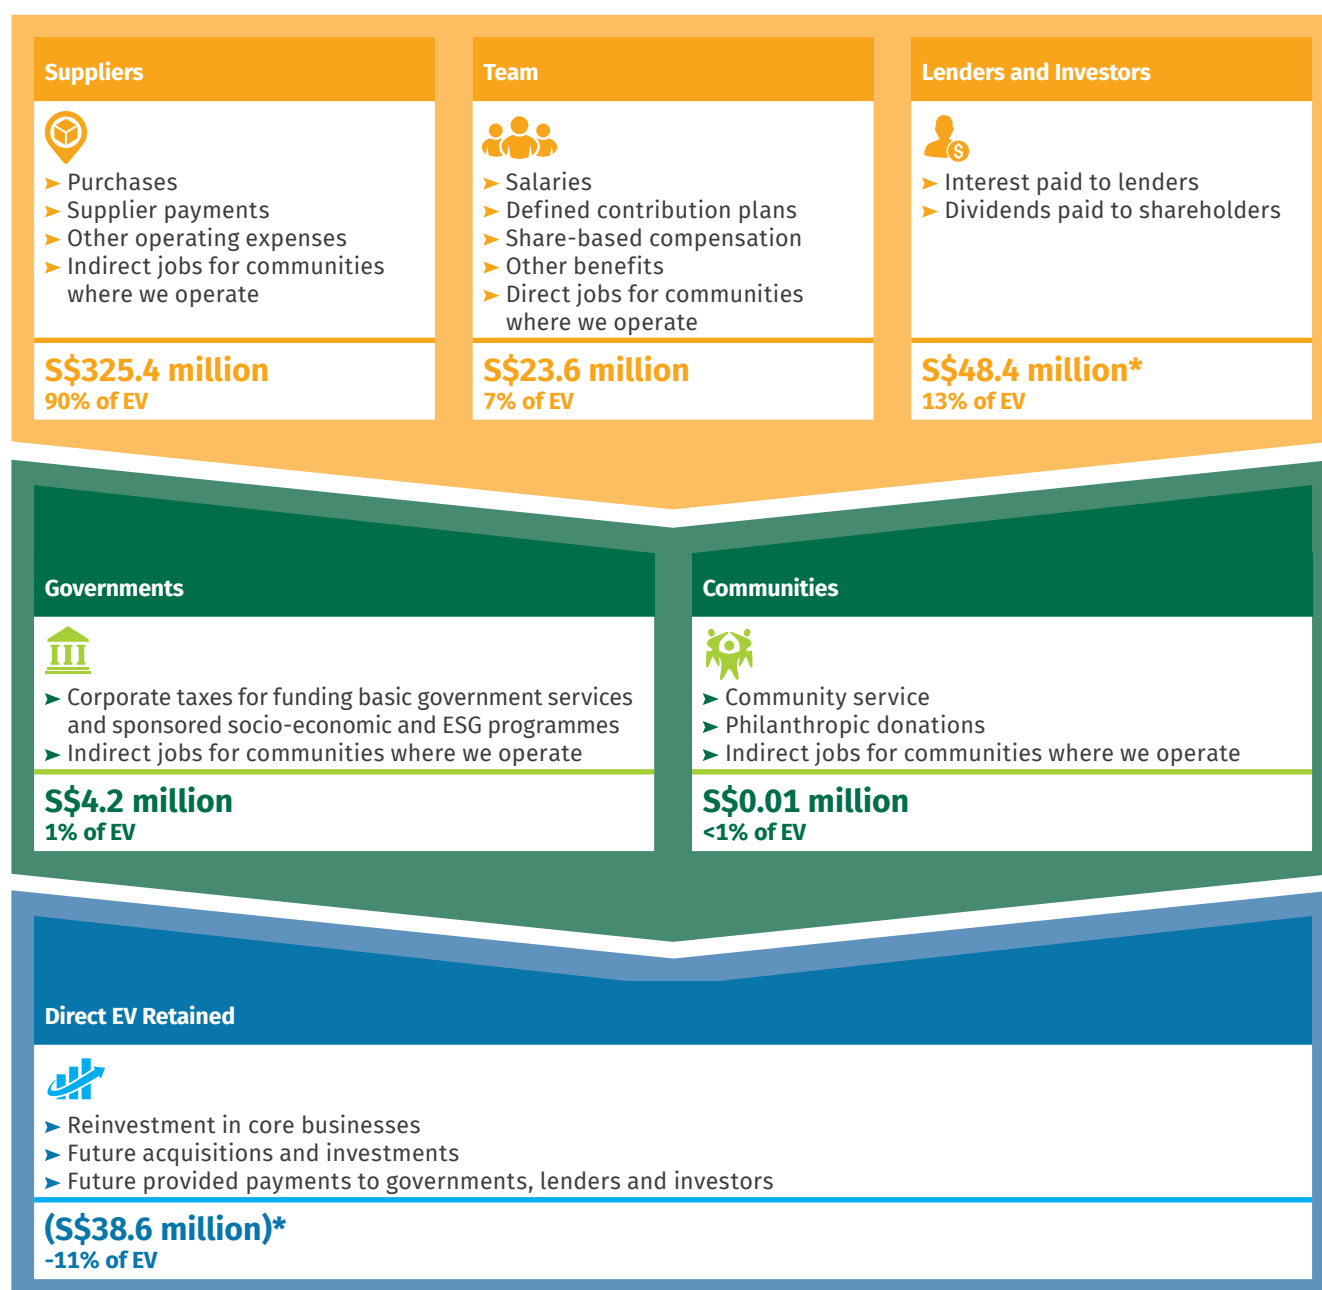 Suppliers
Purchases
Supplier payments
Other operating expenses
Indirect jobs for communities
where we operate
S$325.4 million
90% of EV
Team
Salaries
Defined contribution plans
Share-based compensation
Other benefits
Direct jobs for communities
where we operate
S$23.6 million
7% of EV
Lenders and Investors
Interest paid to lenders
Dividends paid to shareholders
S$48.4 million*
13% of EV
Governments
Corporate taxes for funding basic government services
and sponsored socio-economic and ESG programmes
Indirect jobs for communities where we operate
S$4.2 million
1% of EV
Communities
Community service
Philanthropic donations
Indirect jobs for communities where we operate
S$0.01 million
<1% of EV
Direct EV Retained
Reinvestment in core businesses
Future acquisitions and investments
Future provided payments to governments, lenders and investors
(S$38.6 million)*
-11% of EV